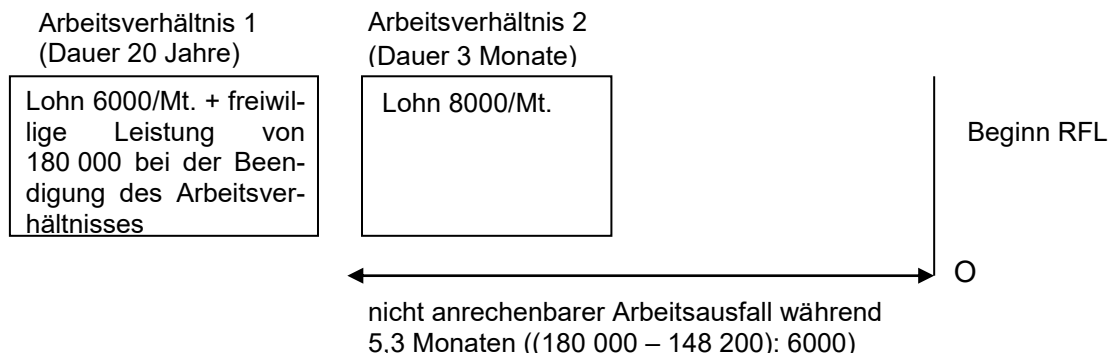 Arbeitsverhältnis 1
(Dauer 20 Jahre)
Arbeitsverhältnis 2
(Dauer 3 Monate)
Lohn 6000/Mt. + freiwil-
lige Leistung von
180 000 bei der Been-
digung des Arbeitsver-
hältnisses
Lohn 8000/Mt.
Beginn RFL
O
nicht anrechenbarer Arbeitsausfall während
5,3 Monaten ((180 000 – 148 200): 6000)